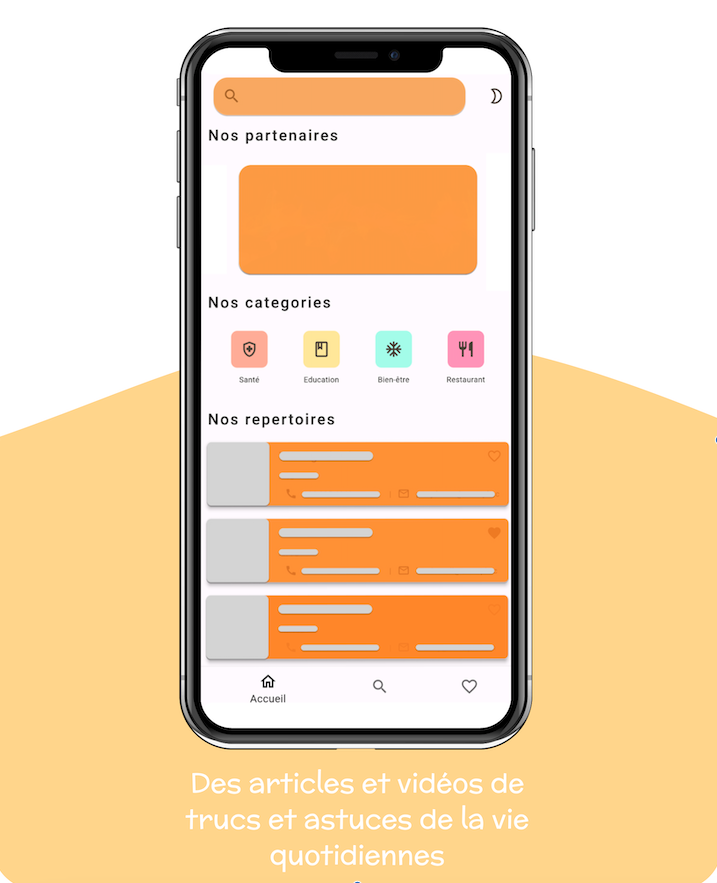 Nos partenaires
Nos categories
Santé
Education
Bien-être
Restaurant
Nos repertoires
Accueil
Des articles et vidéos de
trucs et astuces de la vie
quotidiennes